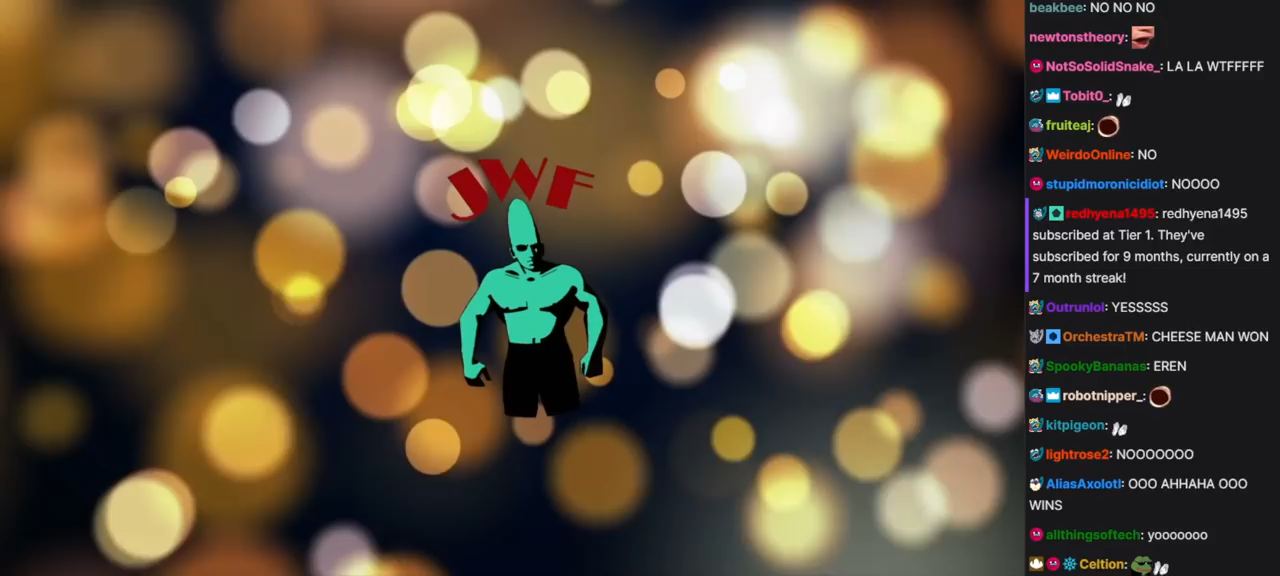 JWF
beakbee: NO NO NO
newtonstheory:
NotSoSolidSnake_: LA LA WTFFFFF
Tobit0_:
fruiteaj:
WeirdoOnline: NO
stupidmoronicidiot: NOOOO
redhyena1495: redhyena1495
subscribed at Tier 1. They've
subscribed for 9 months, currently on a
7 month streak!
Outrunlol: YESSSSS
OrchestraTM: CHEESE MAN WON
SpookyBananas: EREN
robotnipper_:
kitpigeon:
lightrose2: NOOOOOOO
AliasAxolotl: OOO AHHAHA OOO
WINS
allthingsoftech: yooooooo
Celtion: